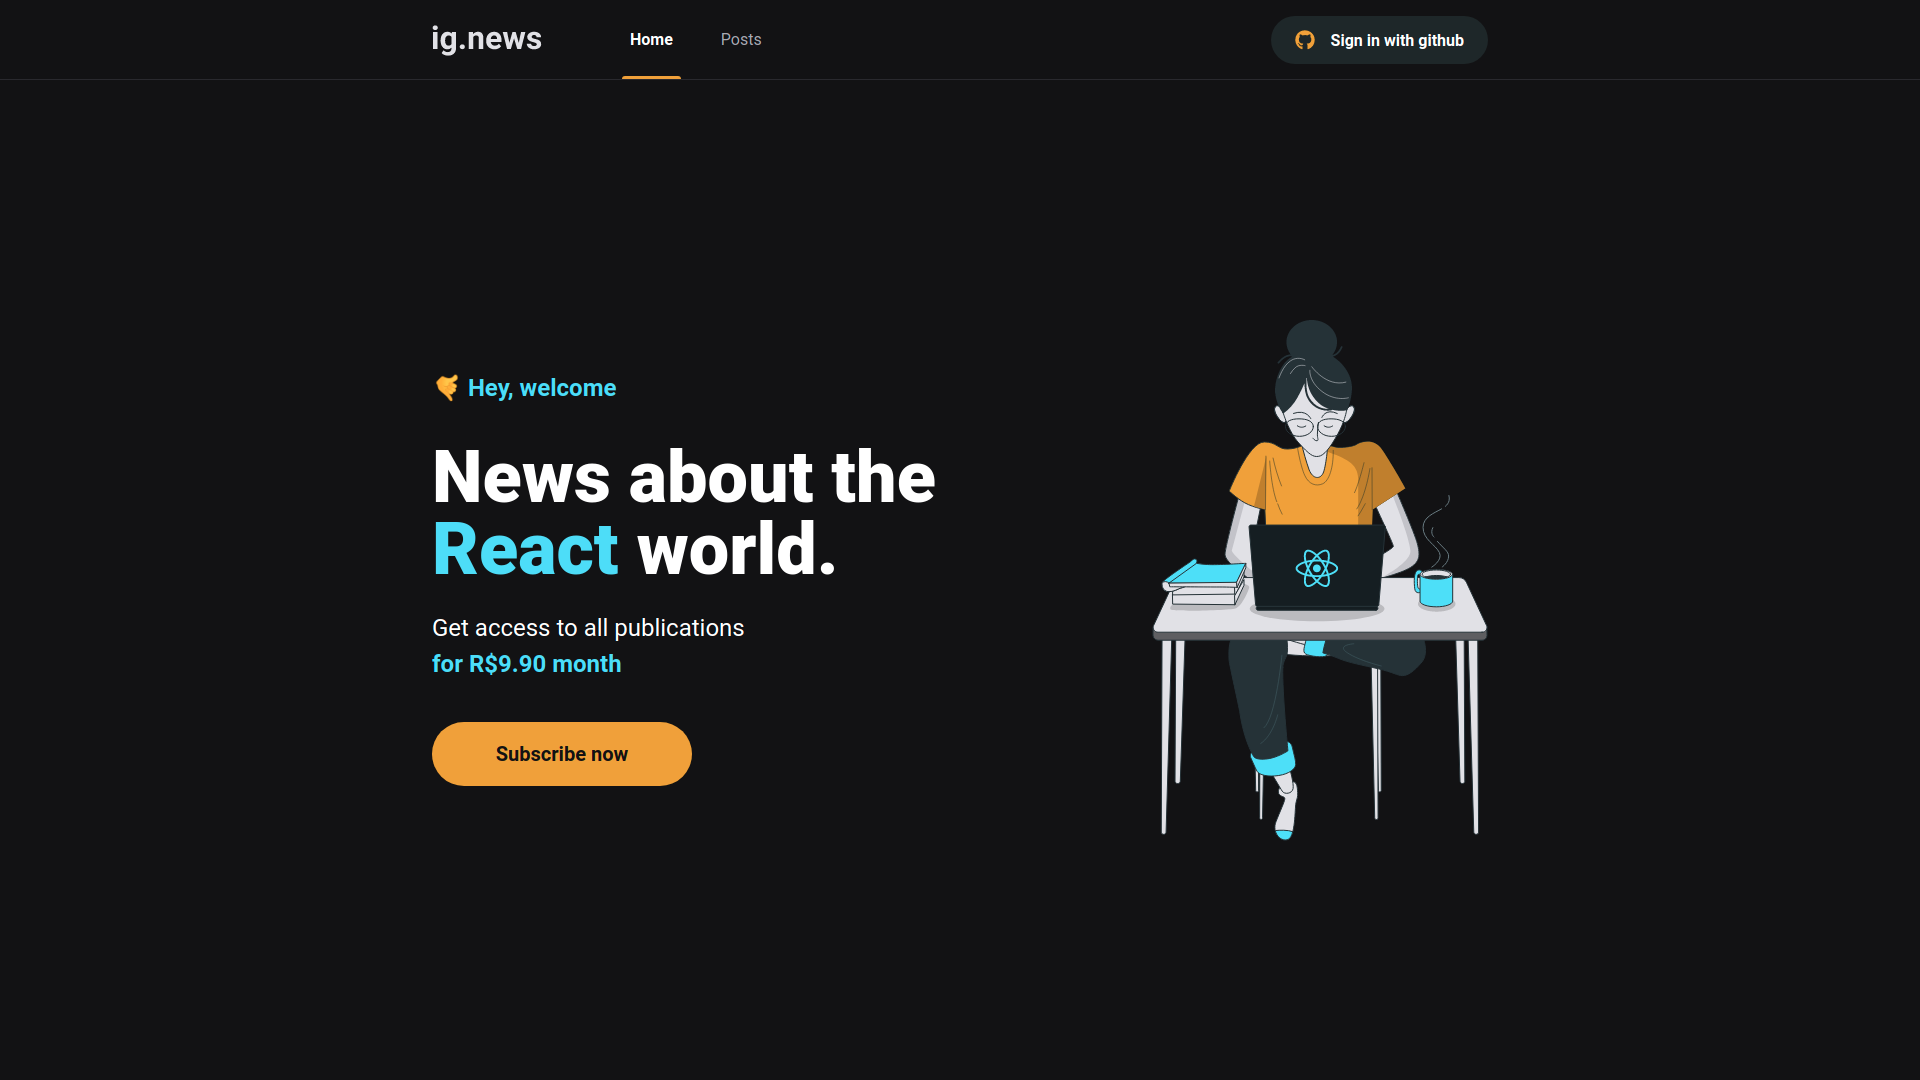 ig.news
Home
Posts
Sign in with github
👏 Hey, welcome
News about the
React world.
Get access to all publications
for R$9.90 month
Subscribe now